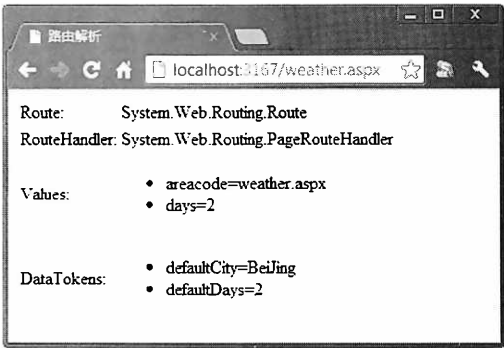 路由解析
localhost:3167/weather.aspx
Route: System.Web.Routing.Route
RouteHandler: System.Web.Routing.PageRouteHandler
Values:
• areacode=weather.aspx
• days=2
DataTokens:
• defaultCity=BeiJing
• defaultDays=2